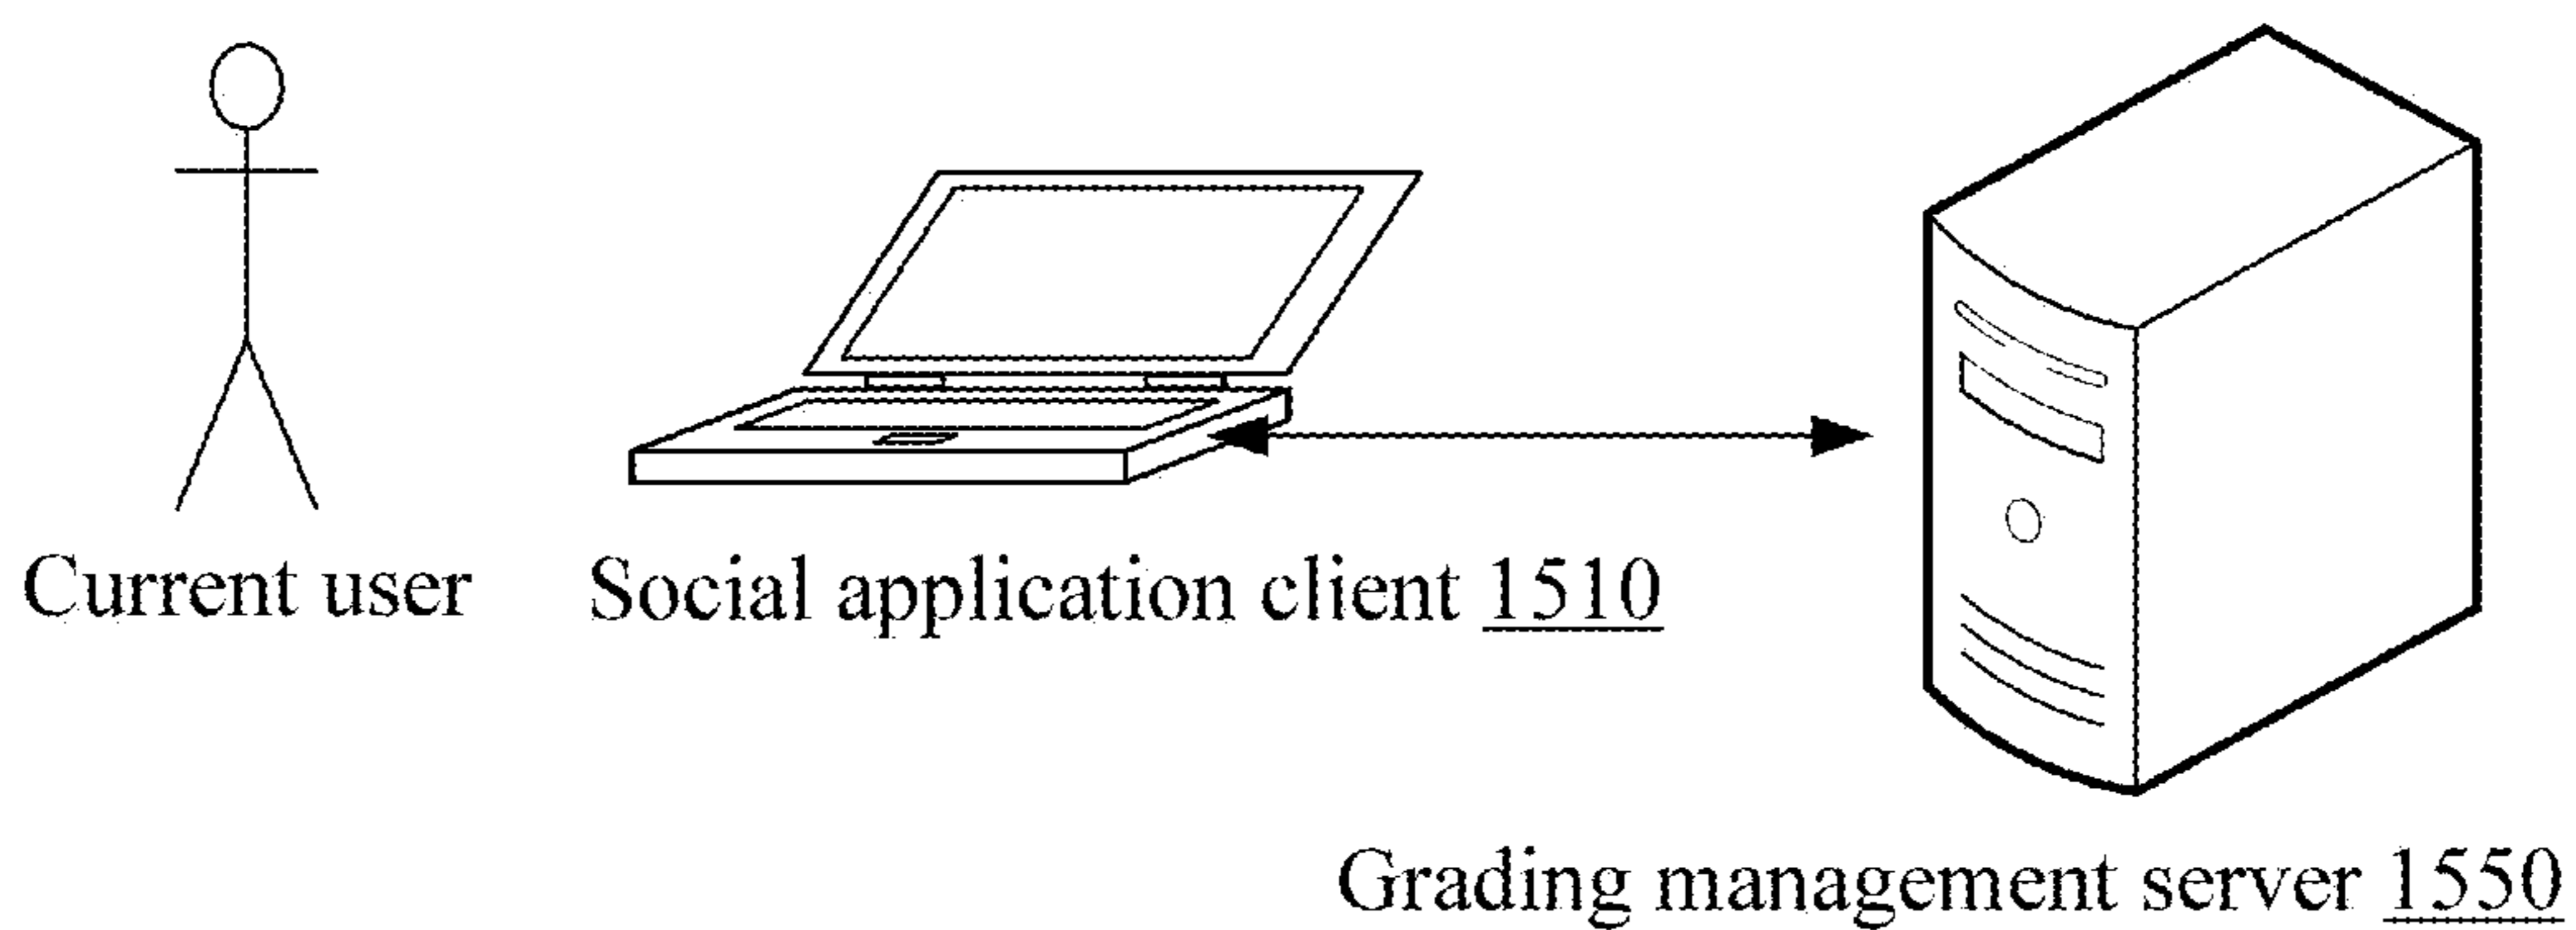 Current user
Social application client 1510
Grading management server 1550